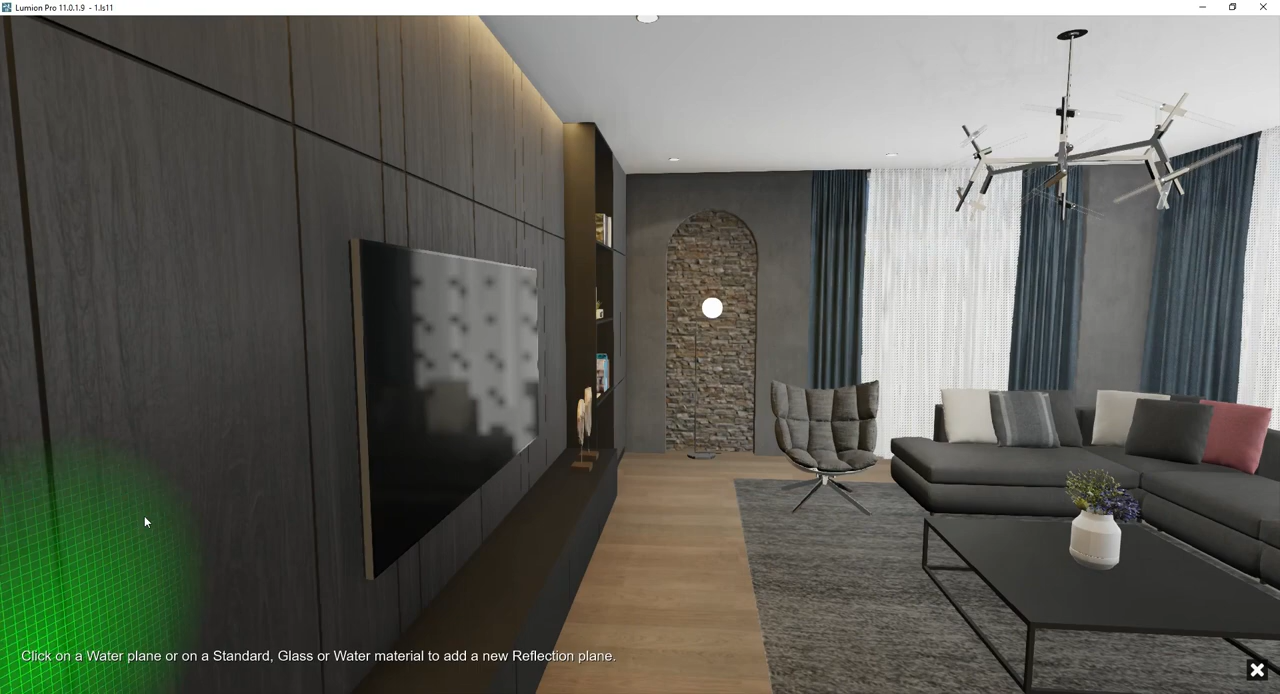 Lumion Pro 11.0.1.9 - 1.ls11
Click on a Water plane or on a Standard, Glass or Water material to add a new Reflection plane.